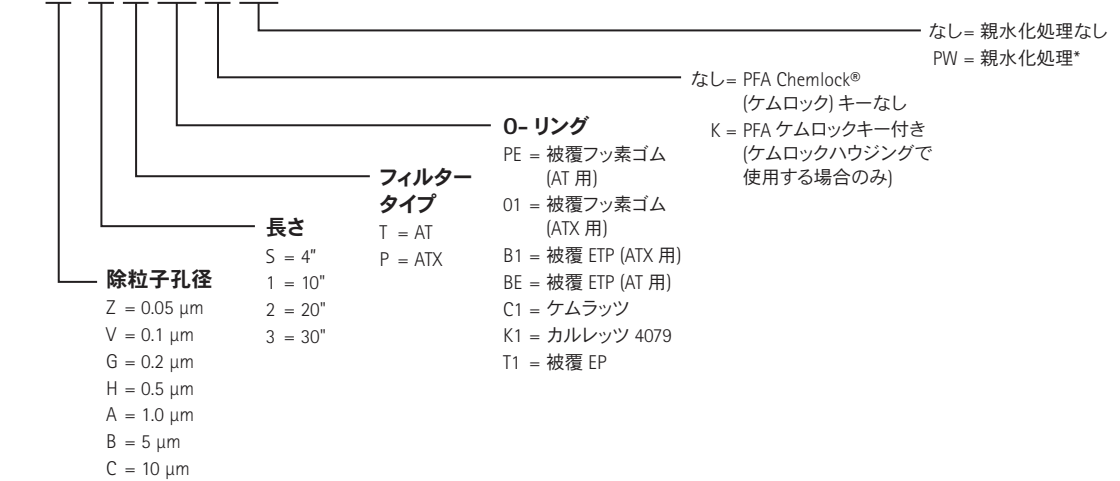 なし= 親水化処理なし
PW = 親水化処理*
なし= PFA Chemlock®
(ケムロック) キーなし
K = PFA ケムロックキー付き
(ケムロックハウジングで
使用する場合のみ)
O- リング
PE = 被覆フッ素ゴム
(AT 用)
01 = 被覆フッ素ゴム
(ATX 用)
B1 = 被覆 ETP (ATX 用)
BE = 被覆 ETP (AT 用)
C1 = ケムラッツ
K1 = カルレッツ 4079
T1 = 被覆 EP
フィルター
タイプ
T = AT
P = ATX
長さ
S = 4"
1 = 10"
2 = 20"
3 = 30"
除粒子孔径
Z = 0.05 µm
V = 0.1 µm
G = 0.2 µm
H = 0.5 µm
A = 1.0 µm
B = 5 µm
C = 10 µm